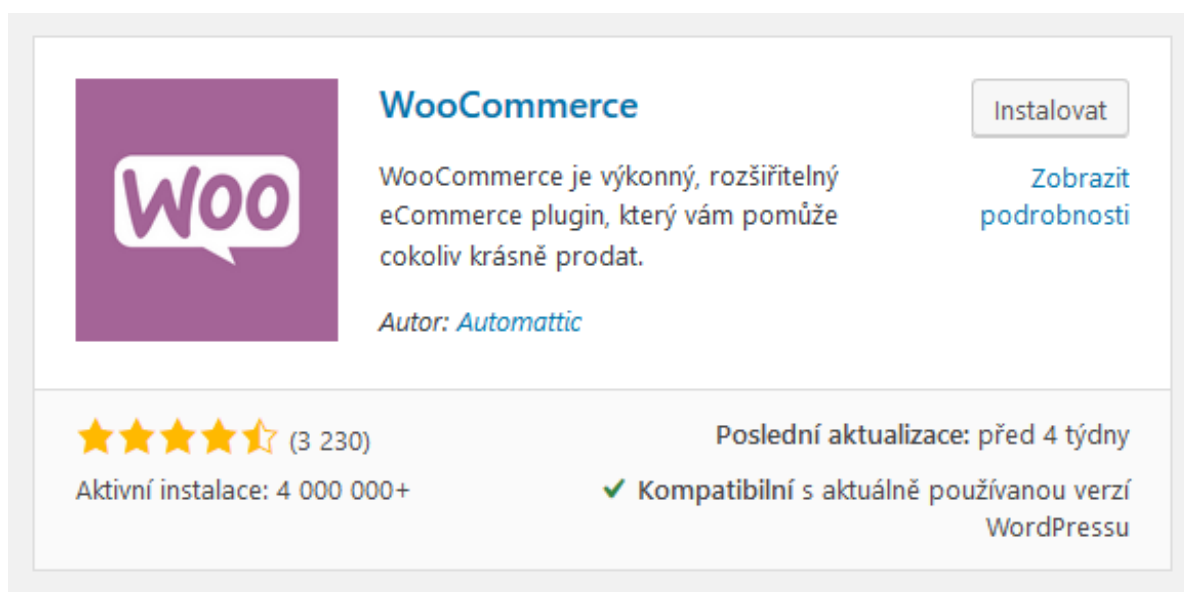 WOO
WooCommerce
Instalovat
WooCommerce je výkonný, rozšiřitelný
eCommerce plugin, který vám pomůže
cokoliv krásně prodat.
Zobrazit
podrobnosti
Autor: Automattic
(3 230)
Poslední aktualizace: před 4 týdny
Aktivní instalace: 4 000 000+
Kompatibilní s aktuálně používanou verzí
WordPressu